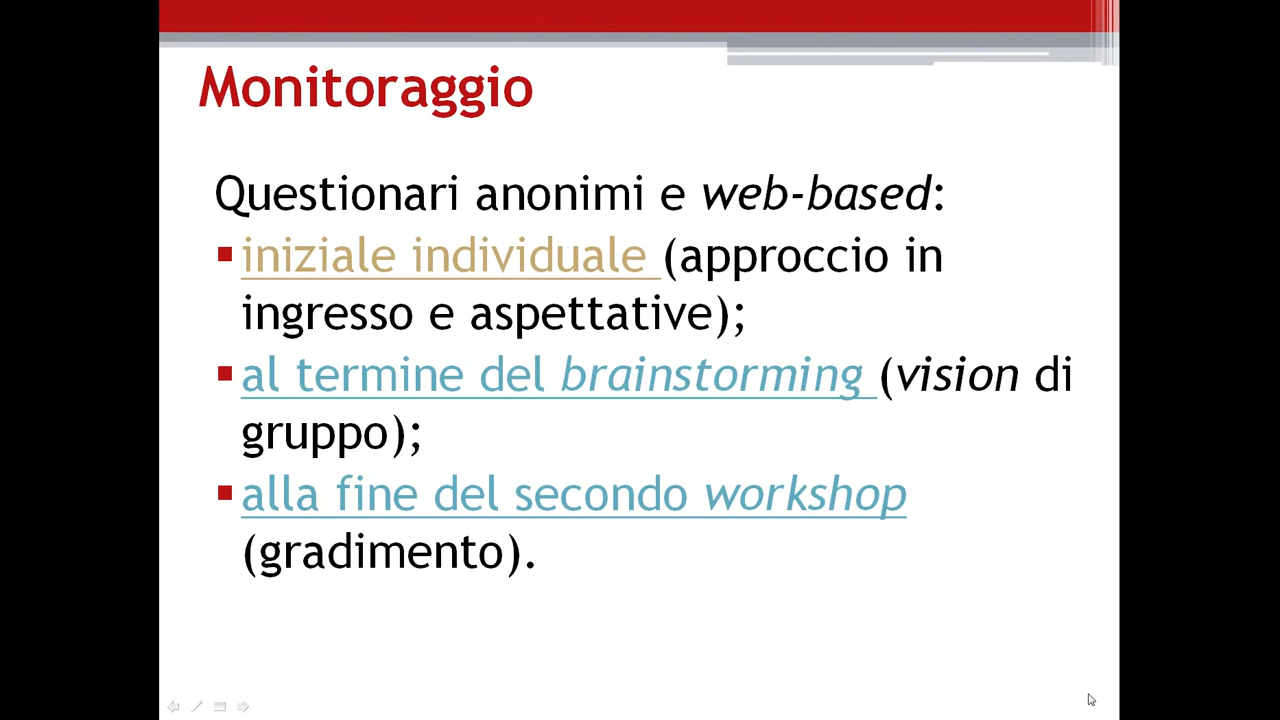 Monitoraggio
Questionari anonimi e web-based:
▪iniziale individuale (approccio in
ingresso e aspettative);
▪al termine del brainstorming (vision di
gruppo);
▪alla fine del secondo workshop
(gradimento).